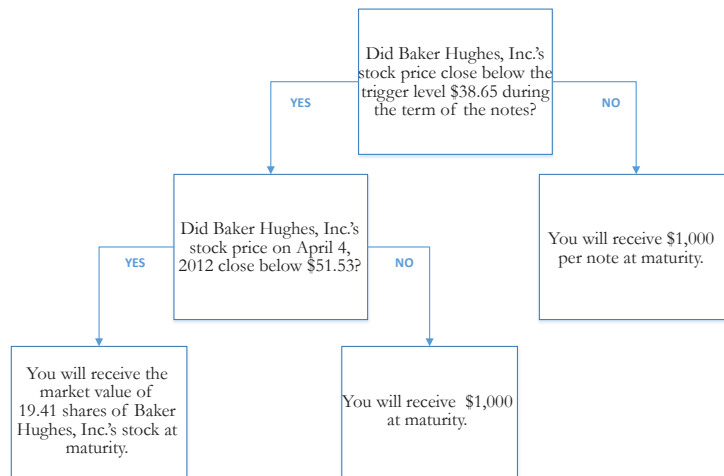 Did Baker Hughes, Inc.'s
stock price close below the
trigger level $38.65 during
the term of the notes?
YES
NO
Did Baker Hughes, Inc.'s
stock price on April 4,
2012 close below $51.53?
You will receive $1,000
per note at maturity.
YES
NO
You will receive the
market value of
19.41 shares of Baker
Hughes, Inc.'s stock at
maturity.
You will receive $1,000
at maturity.